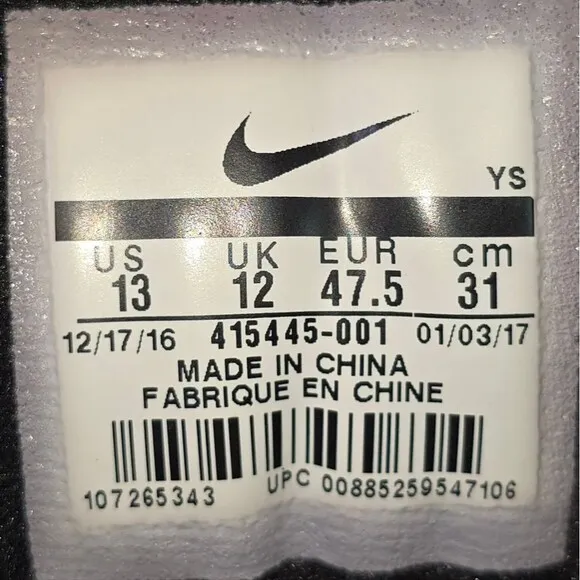 YS
US UK EUR cm
13 12 47.5 31
12/17/16 415445-001 01/03/17
MADE IN CHINA
FABRIQUE EN CHINE
107265343 UPC 00885259547106